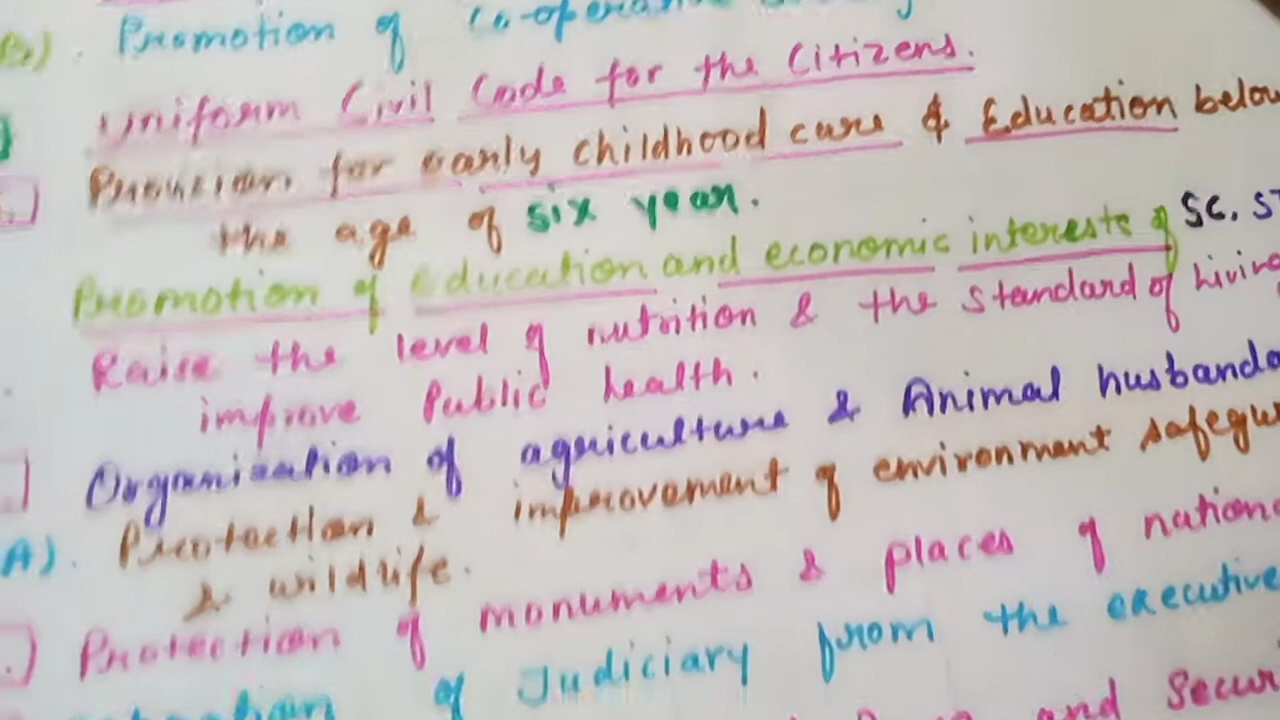 B). Promotion of Co-operative
Uniform Civil Code for the Citizens.
Provision for early childhood care & Education below
the age of six year.
Promotion of Education and economic interests of SC, ST
Raise the level of nutrition & the standard of living
improve Public health.
Organisation of agriculture & Animal husband
A). Protection & improvement of environment safegu
& wildlife.
Protection of monuments & places of nation
of Judiciary from the executive
and Secur